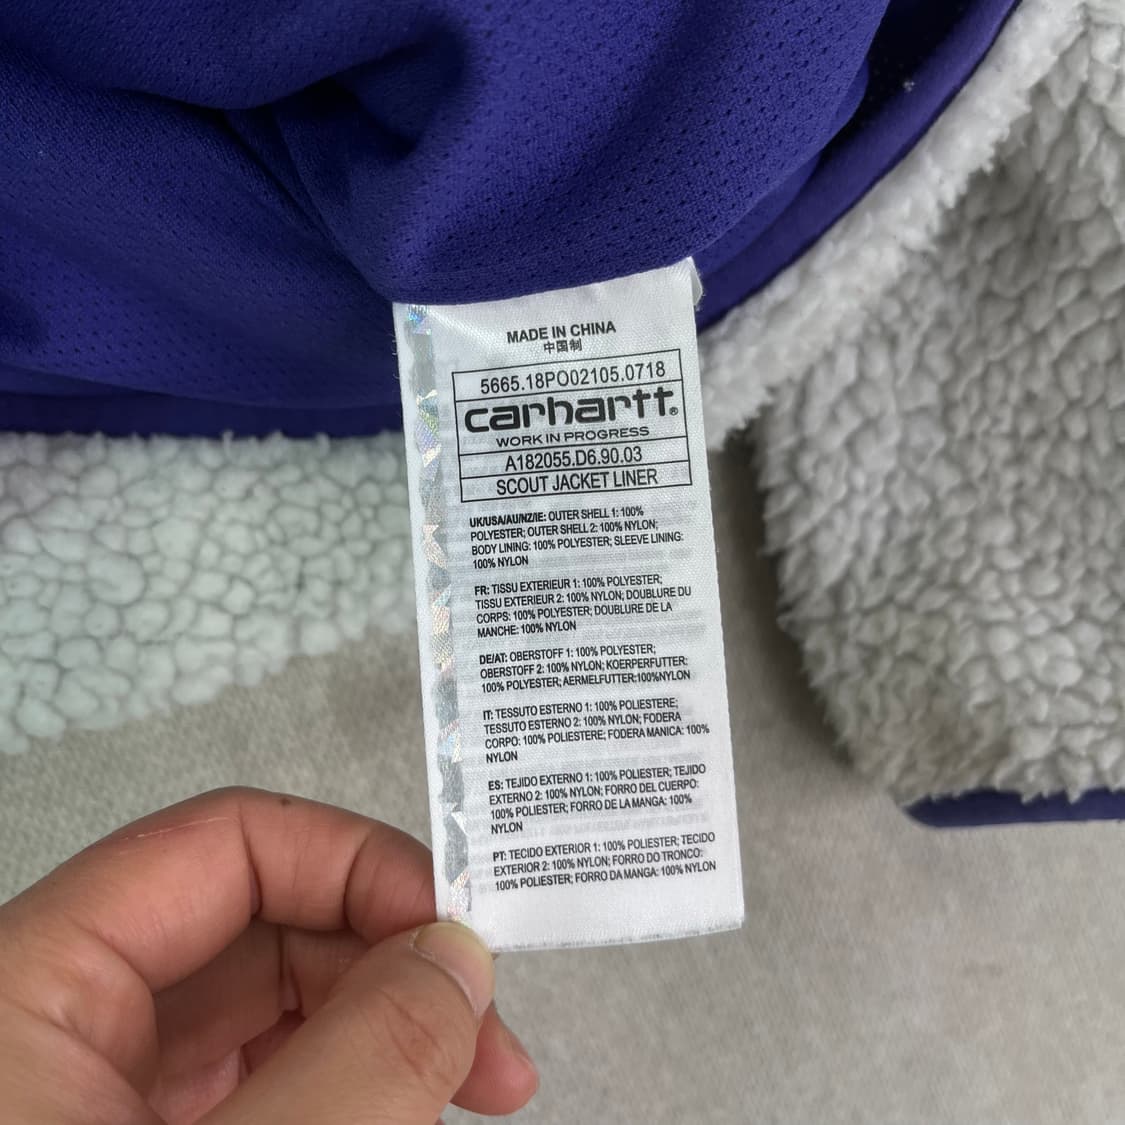 MADE IN CHINA
中国制
5665.18PO02105.0718
carhartt®
WORK IN PROGRESS
A182055.D6.90.03
SCOUT JACKET LINER
UK/USA/AU/NZ/IE: OUTER SHELL 1: 100%
POLYESTER; OUTER SHELL 2: 100% NYLON;
BODY LINING: 100% POLYESTER; SLEEVE LINING:
100% NYLON
FR: TISSU EXTERIEUR 1: 100% POLYESTER;
TISSU EXTERIEUR 2: 100% NYLON; DOUBLURE DU
CORPS: 100% POLYESTER; DOUBLURE DE LA
MANCHE: 100% NYLON
DE/AT: OBERSTOFF 1: 100% POLYESTER;
OBERSTOFF 2: 100% NYLON; KOERPERFUTTER:
100% POLYESTER; AERMELFUTTER:100%NYLON
IT: TESSUTO ESTERNO 1: 100% POLIESTERE;
TESSUTO ESTERNO 2: 100% NYLON; FODERA
CORPO: 100% POLIESTERE; FODERA MANICA: 100%
NYLON
ES: TEJIDO EXTERNO 1: 100% POLIESTER; TEJIDO
EXTERNO 2: 100% NYLON; FORRO DEL CUERPO:
100% POLIESTER; FORRO DE LA MANGA: 100%
NYLON
PT: TECIDO EXTERIOR 1: 100% POLIESTER; TECIDO
EXTERIOR 2: 100% NYLON; FORRO DO TRONCO:
100% POLIESTER; FORRO DA MANGA: 100% NYLON